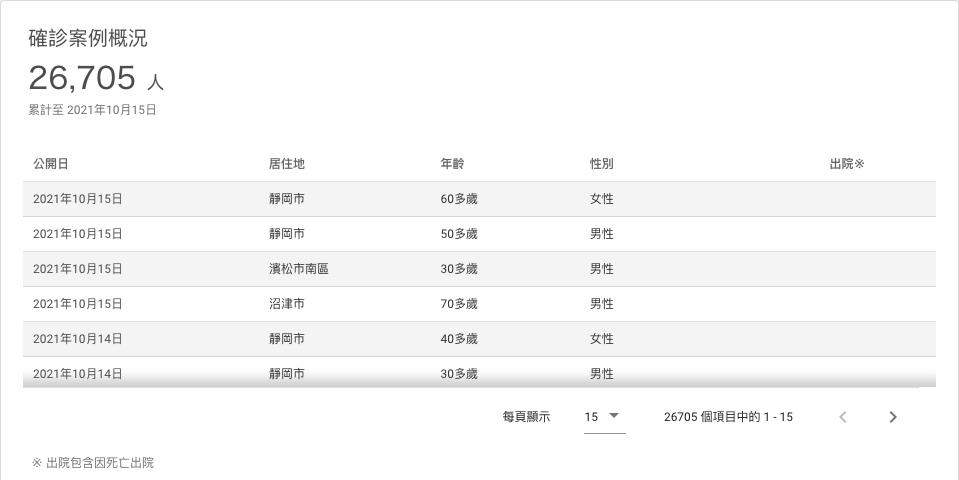 確診案例概況
26,705 人
累計至 2021年10月15日
公開日 居住地 年齡 性別 出院※
2021年10月15日 靜岡市 60多歲 女性
2021年10月15日 靜岡市 50多歲 男性
2021年10月15日 濱松市南區 30多歲 男性
2021年10月15日 沼津市 70多歲 男性
2021年10月14日 靜岡市 40多歲 女性
2021年10月14日 靜岡市 30多歲 男性
每頁顯示 15 26705 個項目中的 1 - 15
※ 出院包含因死亡出院